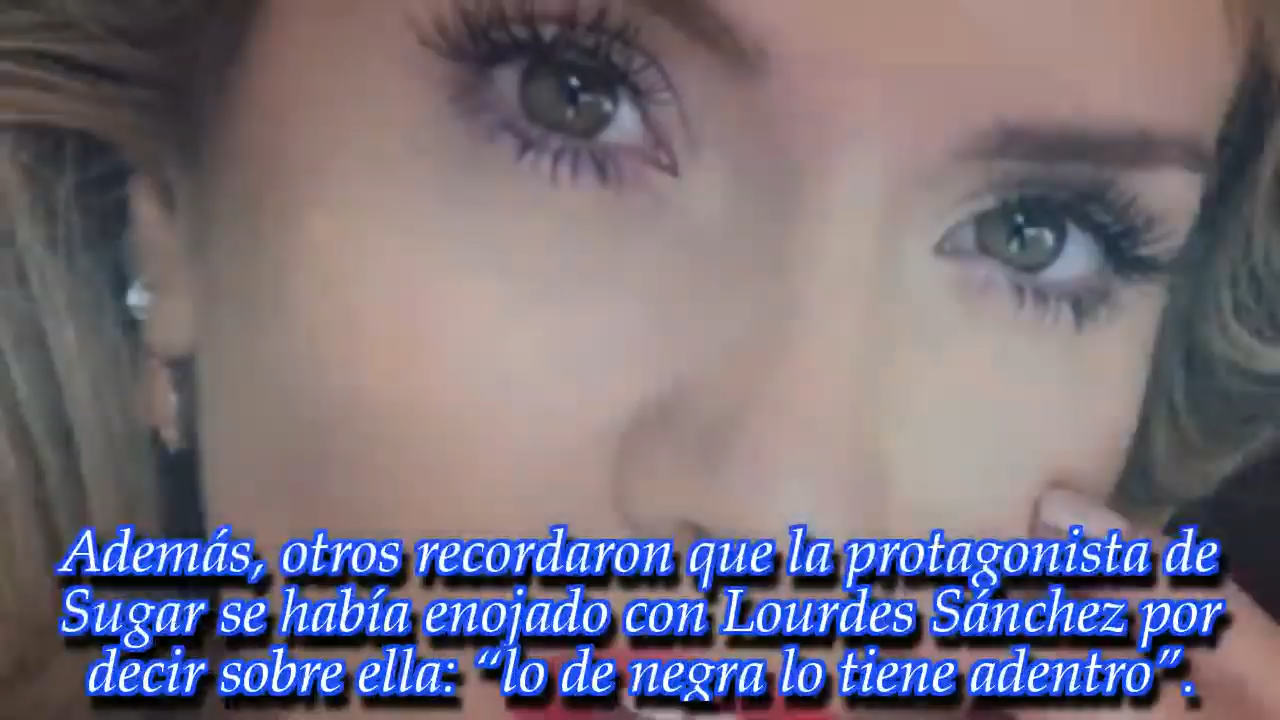 Además, otros recordaron que la protagonista de
Sugar se había enojado con Lourdes Sánchez por
decir sobre ella: “lo de negra lo tiene adentro”.